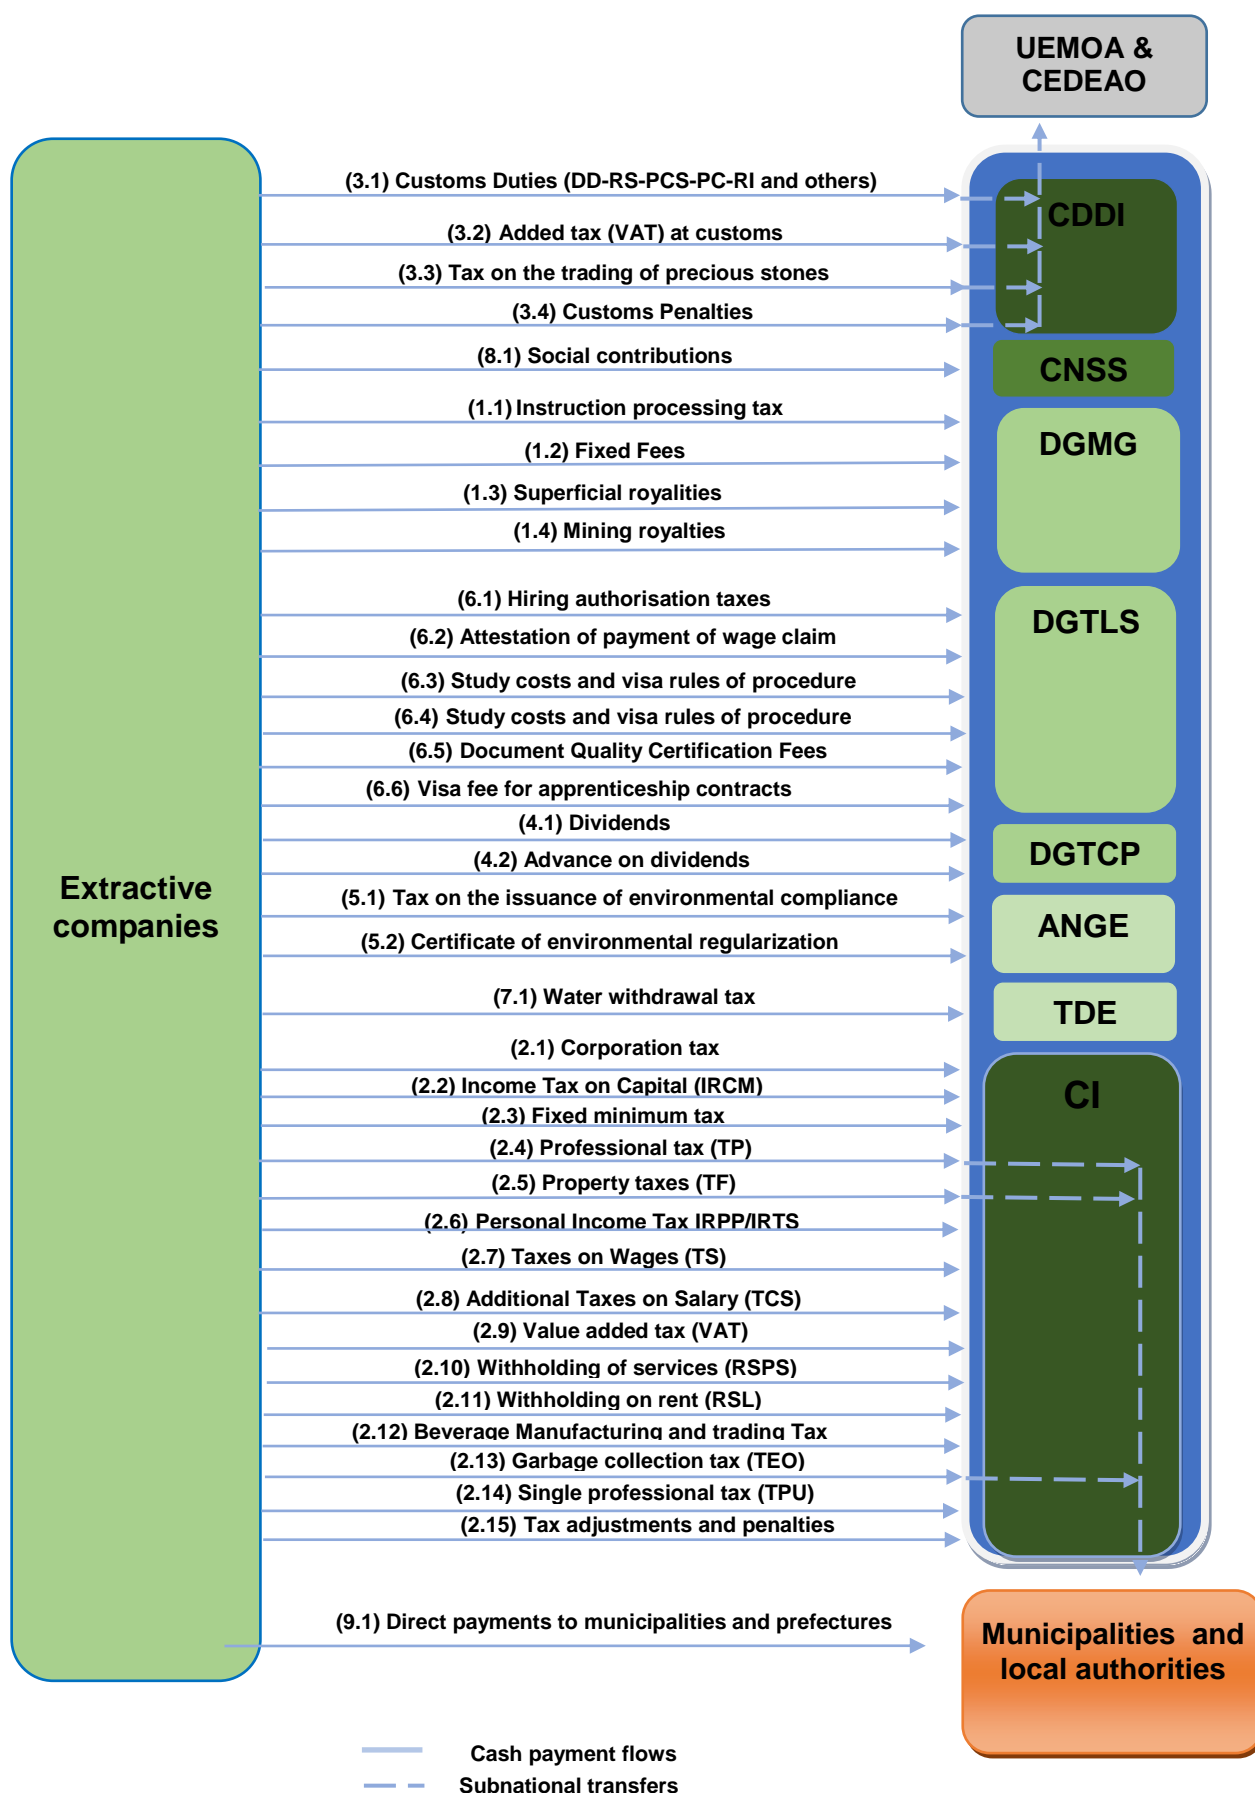 UEMOA &
CEDEAO
(3.1) Customs Duties (DD-RS-PCS-PC-RI and others)
CDDI
(3.2) Added tax (VAT) at customs
(3.3) Tax on the trading of precious stones
(3.4) Customs Penalties
(8.1) Social contributions
CNSS
(1.1) Instruction processing tax
DGMG
(1.2) Fixed Fees
(1.3) Superficial royalities
(1.4) Mining royalties
(6.1) Hiring authorisation taxes
DGTLS
(6.2) Attestation of payment of wage claim
(6.3) Study costs and visa rules of procedure
(6.4) Study costs and visa rules of procedure
(6.5) Document Quality Certification Fees
(6.6) Visa fee for apprenticeship contracts
(4.1) Dividends
(4.2) Advance on dividends
DGTCP
Extractive
companies
(5.1) Tax on the issuance of environmental compliance
ANGE
(5.2) Certificate of environmental regularization
(7.1) Water withdrawal tax
TDE
(2.1) Corporation tax
(2.2) Income Tax on Capital (IRCM)
CI
(2.3) Fixed minimum tax
(2.4) Professional tax (TP)
(2.5) Property taxes (TF)
(2.6) Personal Income Tax IRPP/IRTS
(2.7) Taxes on Wages (TS)
(2.8) Additional Taxes on Salary (TCS)
(2.9) Value added tax (VAT)
(2.10) Withholding of services (RSPS)
(2.11) Withholding on rent (RSL)
(2.12) Beverage Manufacturing and trading Tax
(2.13) Garbage collection tax (TEO)
(2.14) Single professional tax (TPU)
(2.15) Tax adjustments and penalties
(9.1) Direct payments to municipalities and prefectures
Municipalities and
local authorities
Cash payment flows
Subnational transfers